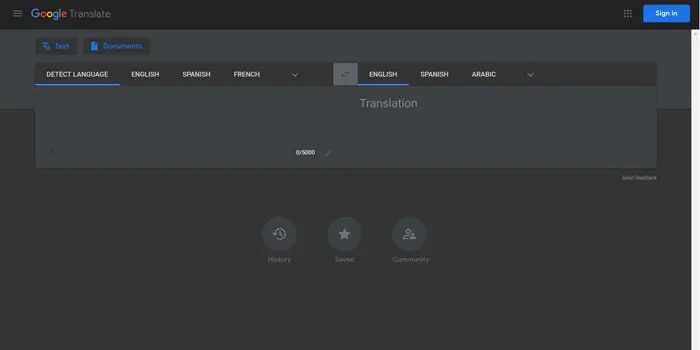 Google Translate
Sign in
Text
Documents
DETECT LANGUAGE
ENGLISH
SPANISH
FRENCH
ENGLISH
SPANISH
ARABIC
Translation
0/5000
Send feedback
History
Saved
Community